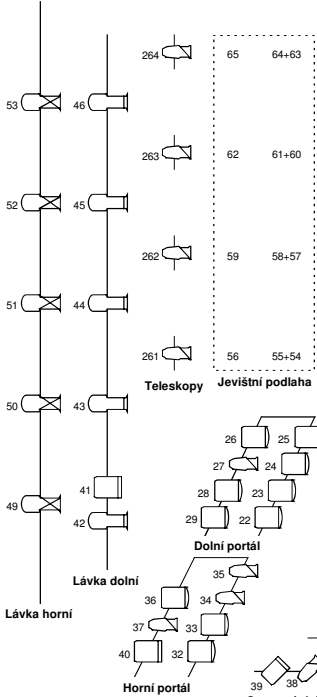 264 65 64+63
53 46
263 62 61+60
52 45
262 59 58+57
51 44
261 56 55+54
Teleskopy Jevištní podlaha
50 43
26 25
27 24
41 28 23
49 42 29 22
Dolní portál
Lávka dolní
35
36 34
Lávka horní
37 33
40 32
39 38
Horní portál